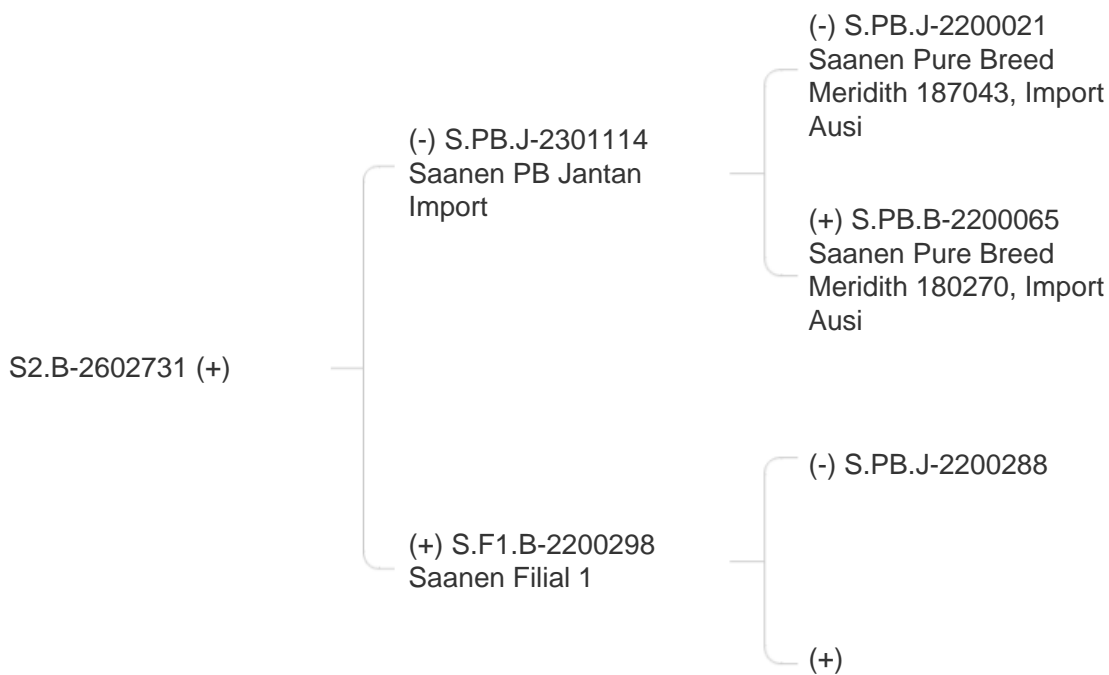 (-) S.PB.J-2200021
Saanen Pure Breed
Meridith 187043, Import
Ausi
(-) S.PB.J-2301114
Saanen PB Jantan
Import
(+) S.PB.B-2200065
Saanen Pure Breed
Meridith 180270, Import
Ausi
S2.B-2602731 (+)
(-) S.PB.J-2200288
(+) S.F1.B-2200298
Saanen Filial 1
(+)